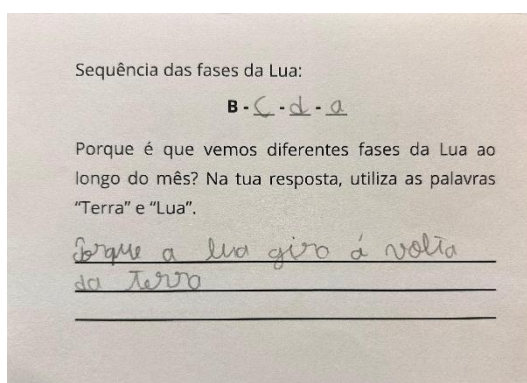 Sequência das fases da Lua:
B - C - d - a
Porque é que vemos diferentes fases da Lua ao
longo do mês? Na tua resposta, utiliza as palavras
“Terra” e “Lua”.
Porque a lua gira á volta
da Terra